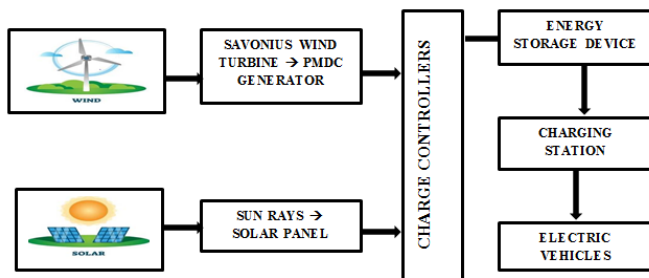 WIND
SAVONIUS WIND
TURBINE → PMDC
GENERATOR
SOLAR
SUN RAYS →
SOLAR PANEL
CHARGE CONTROLLERS
ENERGY
STORAGE DEVICE
CHARGING
STATION
ELECTRIC
VEHICLES